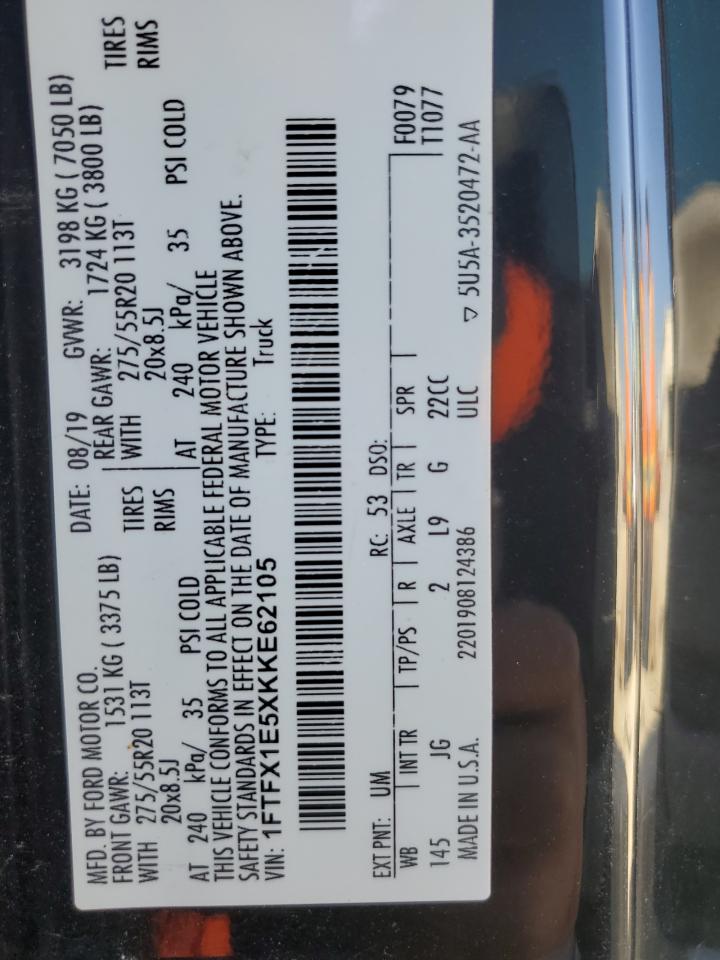 MFD. BY FORD MOTOR CO. DATE: 08/19 GVWR: 3198 KG ( 7050 LB)
FRONT GAWR: 1531 KG ( 3375 LB) REAR GAWR: 1724 KG ( 3800 LB)
WITH 275/55R20 113T TIRES WITH 275/55R20 113T TIRES
20x8.5J RIMS 20x8.5J RIMS
AT 240 kPa/ 35 PSI COLD AT 240 kPa/ 35 PSI COLD
THIS VEHICLE CONFORMS TO ALL APPLICABLE FEDERAL MOTOR VEHICLE
SAFETY STANDARDS IN EFFECT ON THE DATE OF MANUFACTURE SHOWN ABOVE.
VIN: 1FTFX1E5XKKE62105 TYPE: Truck
EXT PNT: UM RC: 53 DSO: F0079
WB INT TR TP/PS R AXLE TR SPR T1077
145 JG 2 L9 G 22CC
MADE IN U.S.A. 2201908124386 ULC ▽ 5U5A-3520472-AA